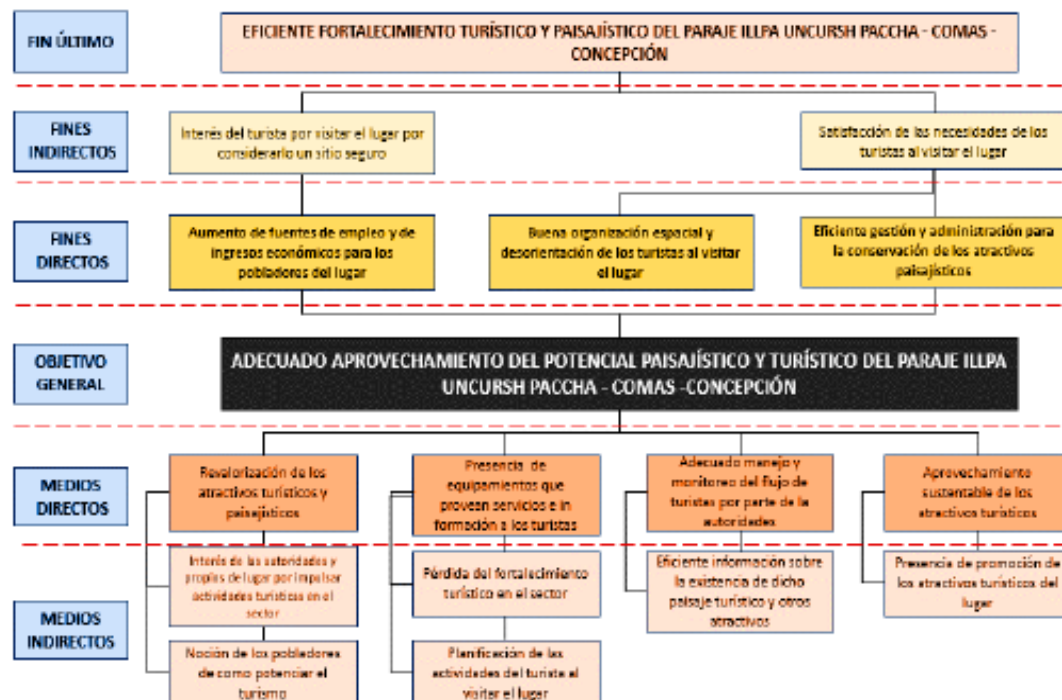 FIN ÚLTIMO
EFICIENTE FORTALECIMIENTO TURÍSTICO Y PAISAJÍSTICO DEL PARAJE ILLPA UNCURSH PACCHA - COMAS -
CONCEPCIÓN
FINES
INDIRECTOS
Interés del turista por visitar el lugar por
considerarlo un sitio seguro
Satisfacción de las necesidades de los
turistas al visitar el lugar
FINES
DIRECTOS
Aumento de fuentes de empleo y de
ingresos económicos para los
pobladores del lugar
Buena organización espacial y
desorientación de los turistas al visitar
el lugar
Eficiente gestión y administración para
la conservación de los atractivos
paisajísticos
OBJETIVO
GENERAL
ADECUADO APROVECHAMIENTO DEL POTENCIAL PAISAJÍSTICO Y TURÍSTICO DEL PARAJE ILLPA
UNCURSH PACCHA - COMAS -CONCEPCIÓN
MEDIOS
DIRECTOS
Revalorización de los
atractivos turísticos y
paisajísticos
Presencia de
equipamientos que
provean servicios e in
formación a los turistas
Adecuado manejo y
monitoreo del flujo de
turistas por parte de la
autoridades
Aprovechamiento
sustentable de los
atractivos turísticos
MEDIOS
INDIRECTOS
Interés de las autoridades y
propios de lugar por impulsar
actividades turísticas en el
sector
Pérdida del fortalecimiento
turístico en el sector
Eficiente información sobre
la existencia de dicho
paisaje turístico y otros
atractivos
Presencia de promoción de
los atractivos turísticos del
lugar
Noción de los pobladores
de como potenciar el
turismo
Planificación de las
actividades del turista al
visitar el lugar